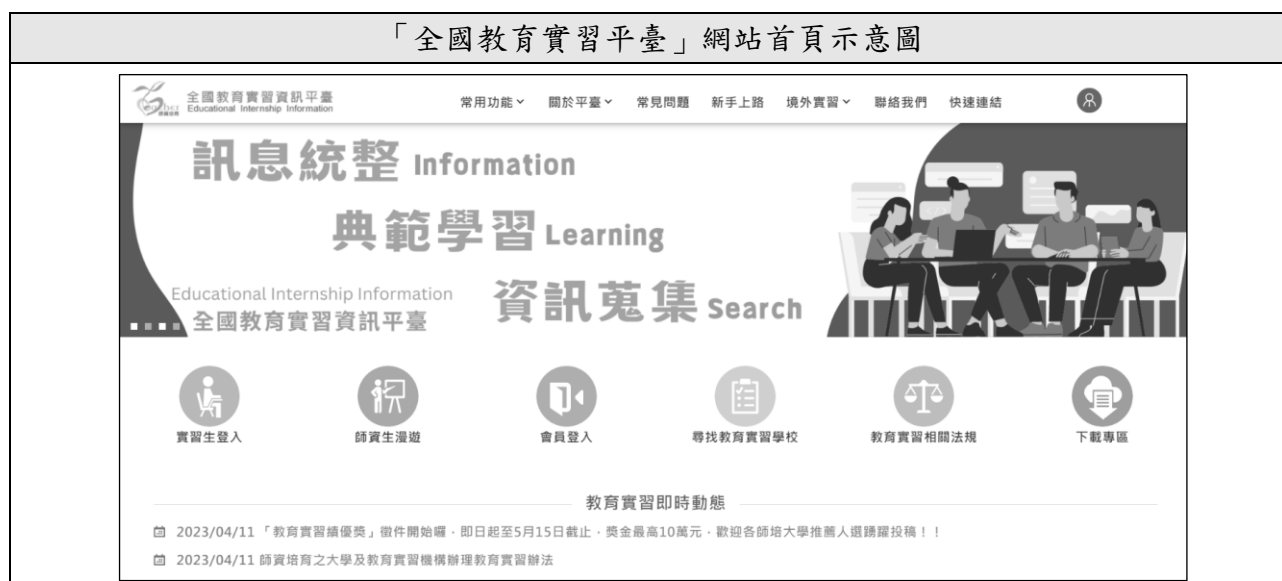 「全國教育實習平臺」網站首頁示意圖
全國教育實習資訊平臺
Educational Internship Information
常用功能 關於平臺 常見問題 新手上路 境外實習 聯絡我們 快速連結
訊息統整 Information
典範學習 Learning
資訊蒐集 Search
Educational Internship Information
全國教育實習資訊平臺
實習生登入 師資生漫遊 會員登入 尋找教育實習學校 教育實習相關法規 下載專區
教育實習即時動態
2023/04/11 「教育實習績優獎」徵件開始囉，即日起至5月15日截止，獎金最高10萬元，歡迎各師培大學推薦人選踴躍投稿！！
2023/04/11 師資培育之大學及教育實習機構辦理教育實習辦法